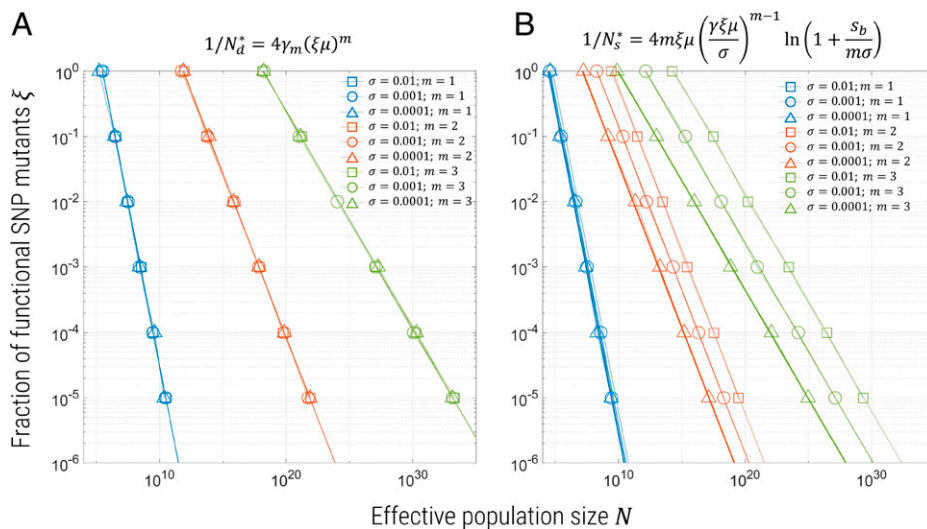 A
1/N_d^* = 4γ_m(ξμ)^m
B
1/N_s^* = 4mξμ(γξμ/σ)^{m−1} ln(1 + s_b/mσ)
Fraction of functional SNP mutants ξ
10^0
10^-1
10^-2
10^-3
10^-4
10^-5
10^-6
σ = 0.01; m = 1
σ = 0.001; m = 1
σ = 0.0001; m = 1
σ = 0.01; m = 2
σ = 0.001; m = 2
σ = 0.0001; m = 2
σ = 0.01; m = 3
σ = 0.001; m = 3
σ = 0.0001; m = 3
10^10 10^20 10^30
10^0
10^-1
10^-2
10^-3
10^-4
10^-5
10^-6
σ = 0.01; m = 1
σ = 0.001; m = 1
σ = 0.0001; m = 1
σ = 0.01; m = 2
σ = 0.001; m = 2
σ = 0.0001; m = 2
σ = 0.01; m = 3
σ = 0.001; m = 3
σ = 0.0001; m = 3
10^10 10^20 10^30
Effective population size N